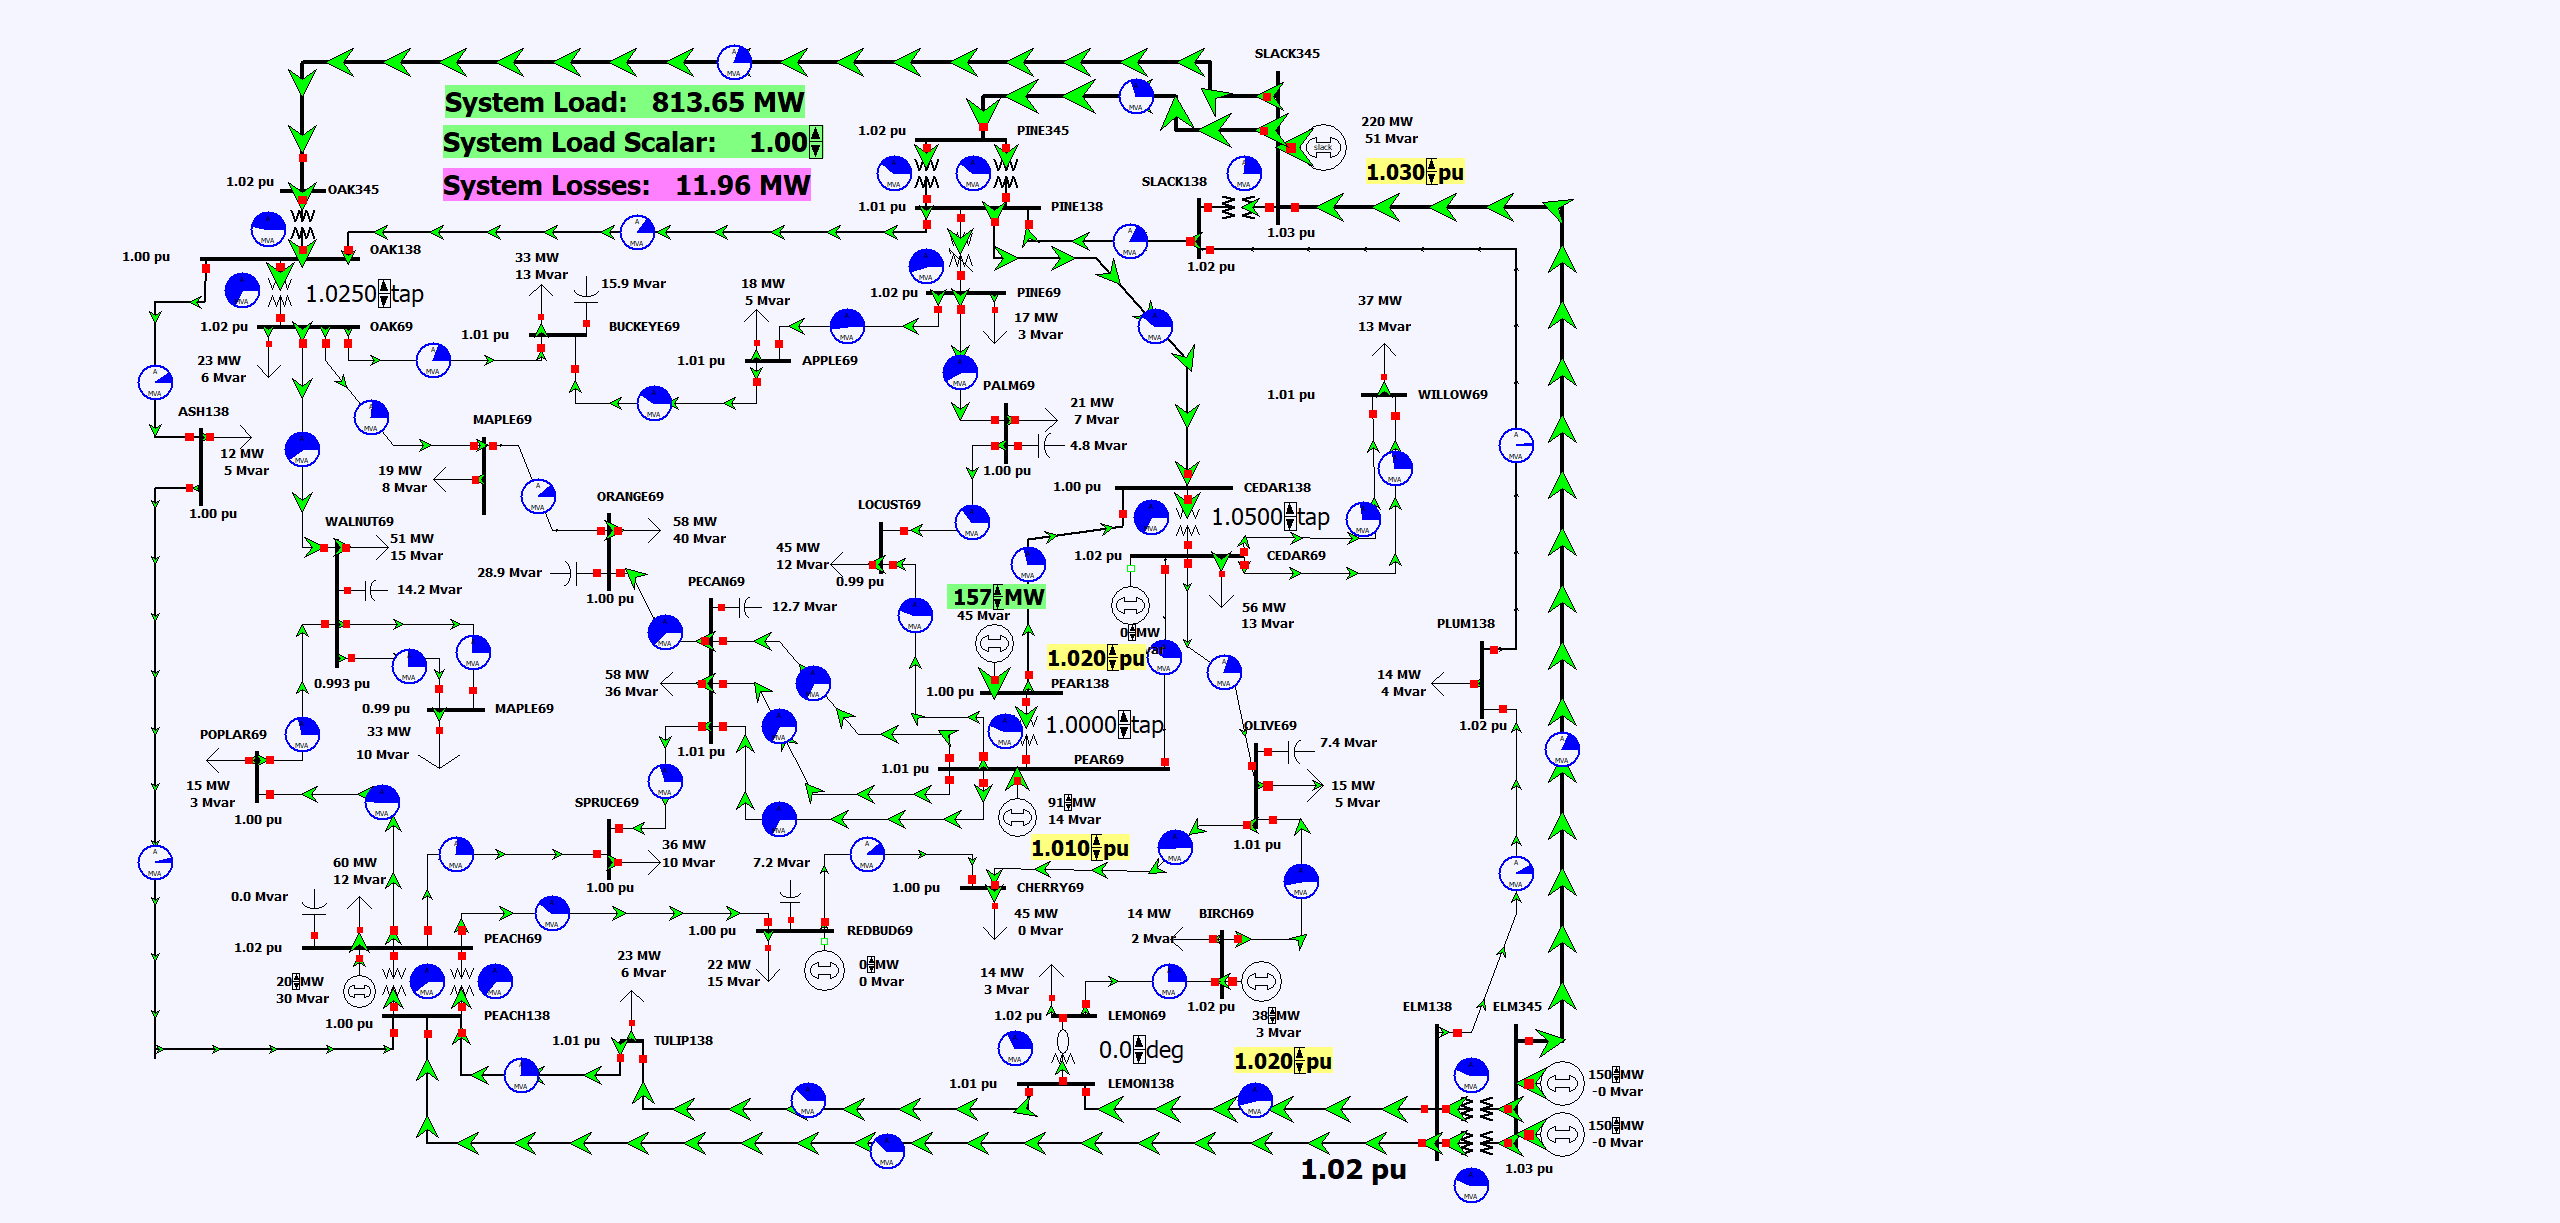 SLACK345
System Load: 813.65 MW
1.02 pu
PINE345
220 MW
51 Mvar
slack
System Load Scalar: 1.00
1.030 pu
System Losses: 11.96 MW
1.02 pu
OAK345
SLACK138
1.01 pu
PINE138
1.03 pu
OAK138
1.00 pu
33 MW
13 Mvar
15.9 Mvar
1.02 pu
1.0250 tap
18 MW
5 Mvar
1.02 pu
PINE69
37 MW
13 Mvar
1.02 pu
OAK69
1.01 pu
BUCKEYE69
17 MW
3 Mvar
23 MW
6 Mvar
1.01 pu
APPLE69
PALM69
1.01 pu
WILLOW69
ASH138
MAPLE69
21 MW
7 Mvar
4.8 Mvar
12 MW
5 Mvar
19 MW
8 Mvar
1.00 pu
1.00 pu
ORANGE69
LOCUST69
1.00 pu
CEDAR138
1.0500 tap
WALNUT69
51 MW
15 Mvar
58 MW
40 Mvar
45 MW
12 Mvar
1.02 pu
CEDAR69
28.9 Mvar
PECAN69
0.99 pu
14.2 Mvar
1.00 pu
12.7 Mvar
157 MW
45 Mvar
56 MW
13 Mvar
0 MW
PLUM138
1.020 pu
58 MW
36 Mvar
1.00 pu
PEAR138
14 MW
4 Mvar
0.993 pu
0.99 pu
MAPLE69
1.02 pu
1.0000 tap
OLIVE69
POPLAR69
33 MW
10 Mvar
1.01 pu
7.4 Mvar
1.01 pu
PEAR69
15 MW
3 Mvar
15 MW
5 Mvar
SPRUCE69
91 MW
14 Mvar
1.00 pu
36 MW
10 Mvar
1.010 pu
1.01 pu
60 MW
12 Mvar
7.2 Mvar
1.00 pu
1.00 pu
CHERRY69
0.0 Mvar
45 MW
0 Mvar
14 MW
2 Mvar
BIRCH69
1.02 pu
PEACH69
1.00 pu
REDBUD69
23 MW
6 Mvar
22 MW
15 Mvar
0 MW
0 Mvar
14 MW
3 Mvar
20 MW
30 Mvar
1.02 pu
ELM138
ELM345
1.00 pu
PEACH138
1.02 pu
LEMON69
38 MW
3 Mvar
1.01 pu
TULIP138
0.0 deg
1.020 pu
1.01 pu
LEMON138
150 MW
-0 Mvar
150 MW
-0 Mvar
1.02 pu
1.03 pu